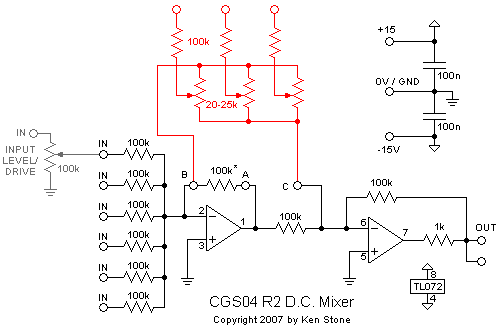 100k
20-25k
+15
100n
0V / GND
100n
-15V
IN
INPUT
LEVEL/
DRIVE
100k
IN
100k
IN
100k
IN
100k
IN
100k
IN
100k
IN
100k
B
100k*
A
C
2
3
1
100k
100k
6
5
7
1k
OUT
8
TL072
4
CGS04 R2 D.C. Mixer
Copyright 2007 by Ken Stone